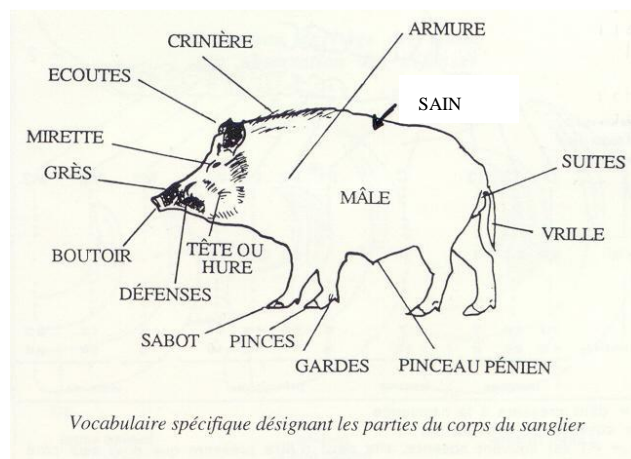 ARMURE
CRINIÈRE
ECOUTES
SAIN
MIRETTE
GRÈS
SUITES
MÂLE
VRILLE
BOUTOIR
TÊTE OU
HURE
DÉFENSES
SABOT
PINCES
GARDES
PINCEAU PÉNIEN
Vocabulaire spécifique désignant les parties du corps du sanglier